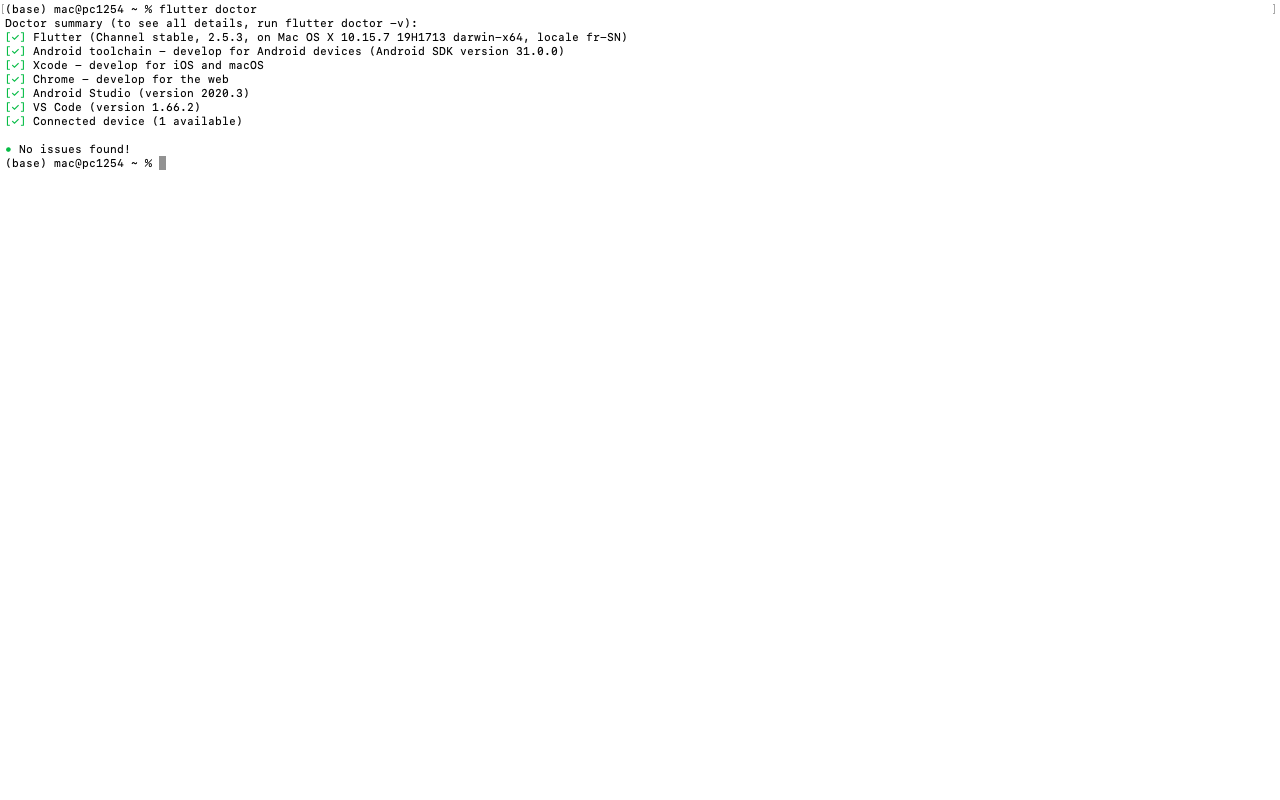 [(base) mac@pc1254 ~ % flutter doctor ]
Doctor summary (to see all details, run flutter doctor -v):
[✓] Flutter (Channel stable, 2.5.3, on Mac OS X 10.15.7 19H1713 darwin-x64, locale fr-SN)
[✓] Android toolchain - develop for Android devices (Android SDK version 31.0.0)
[✓] Xcode - develop for iOS and macOS
[✓] Chrome - develop for the web
[✓] Android Studio (version 2020.3)
[✓] VS Code (version 1.66.2)
[✓] Connected device (1 available)
• No issues found!
(base) mac@pc1254 ~ %